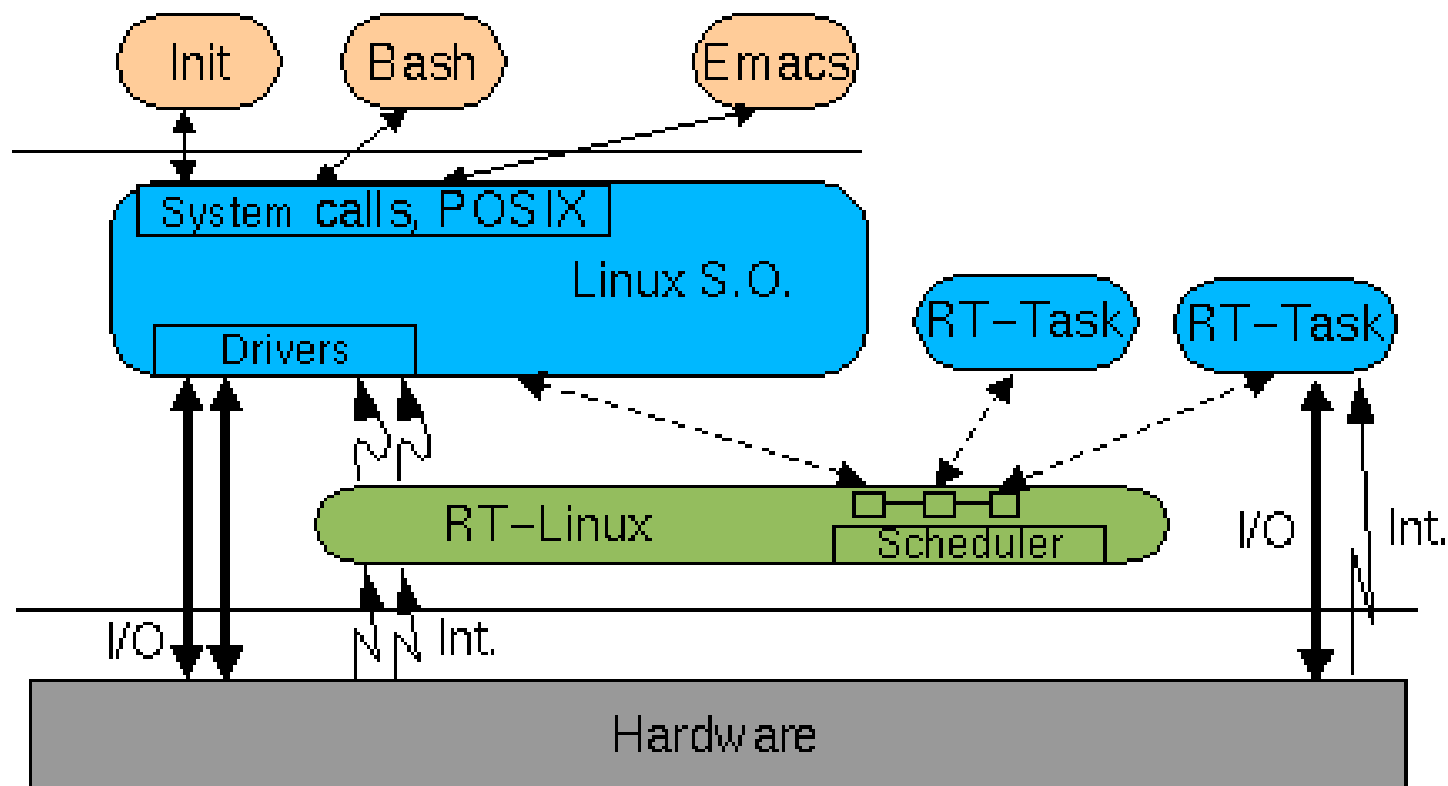 Init
Bash
Emacs
System calls, POSIX
Linux S.O.
RT-Task
RT-Task
Drivers
RT-Linux
Scheduler
I/O
Int.
I/O
Int.
Hardware